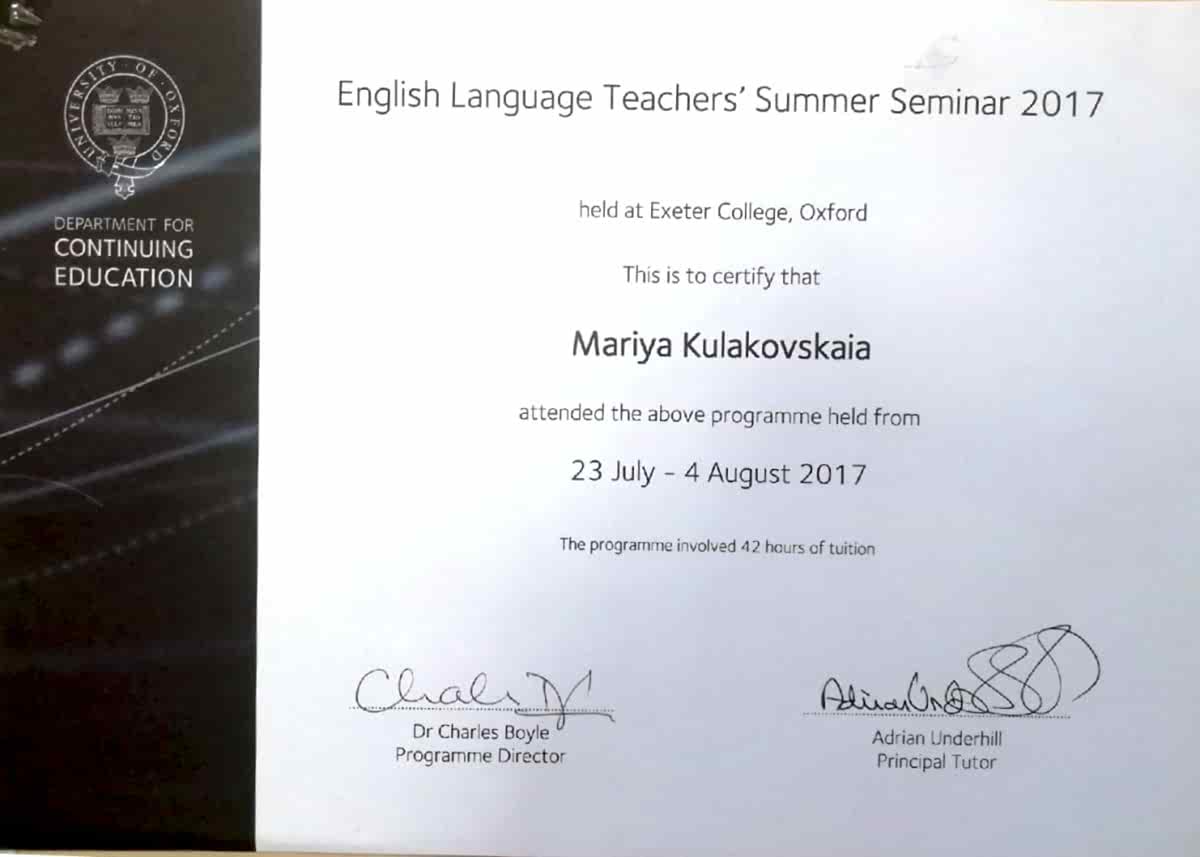 UNIVERSITY · OF · OXFORD
DEPARTMENT FOR
CONTINUING
EDUCATION
English Language Teachers’ Summer Seminar 2017
held at Exeter College, Oxford
This is to certify that
Mariya Kulakovskaia
attended the above programme held from
23 July – 4 August 2017
The programme involved 42 hours of tuition
Dr Charles Boyle
Programme Director
Adrian Underhill
Principal Tutor